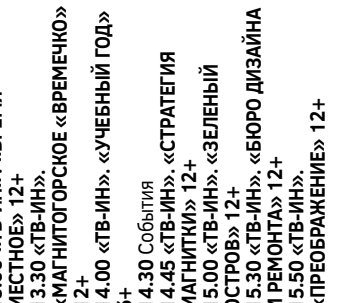 МЕСТНОЕ» 12+
13.30 «ТВ-ИН».
«МАГНИТОГОРСКОЕ «ВРЕМЕЧКО»
12+
14.00 «ТВ-ИН». «УЧЕБНЫЙ ГОД»
6+
14.30 События
14.45 «ТВ-ИН». «СТРАТЕГИЯ
МАГНИТКИ» 12+
15.00 «ТВ-ИН». «ЗЕЛЕНЫЙ
ОСТРОВ» 12+
15.30 «ТВ-ИН». «БЮРО ДИЗАЙНА
И РЕМОНТА» 12+
15.50 «ТВ-ИН».
«ПРЕОБРАЖЕНИЕ» 12+